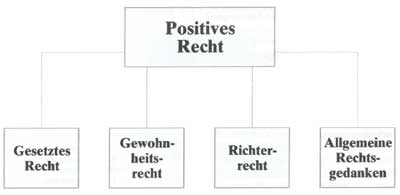 Positives
Recht
Gesetztes
Recht
Gewohn-
heits-
recht
Richter-
recht
Allgemeine
Rechts-
gedanken